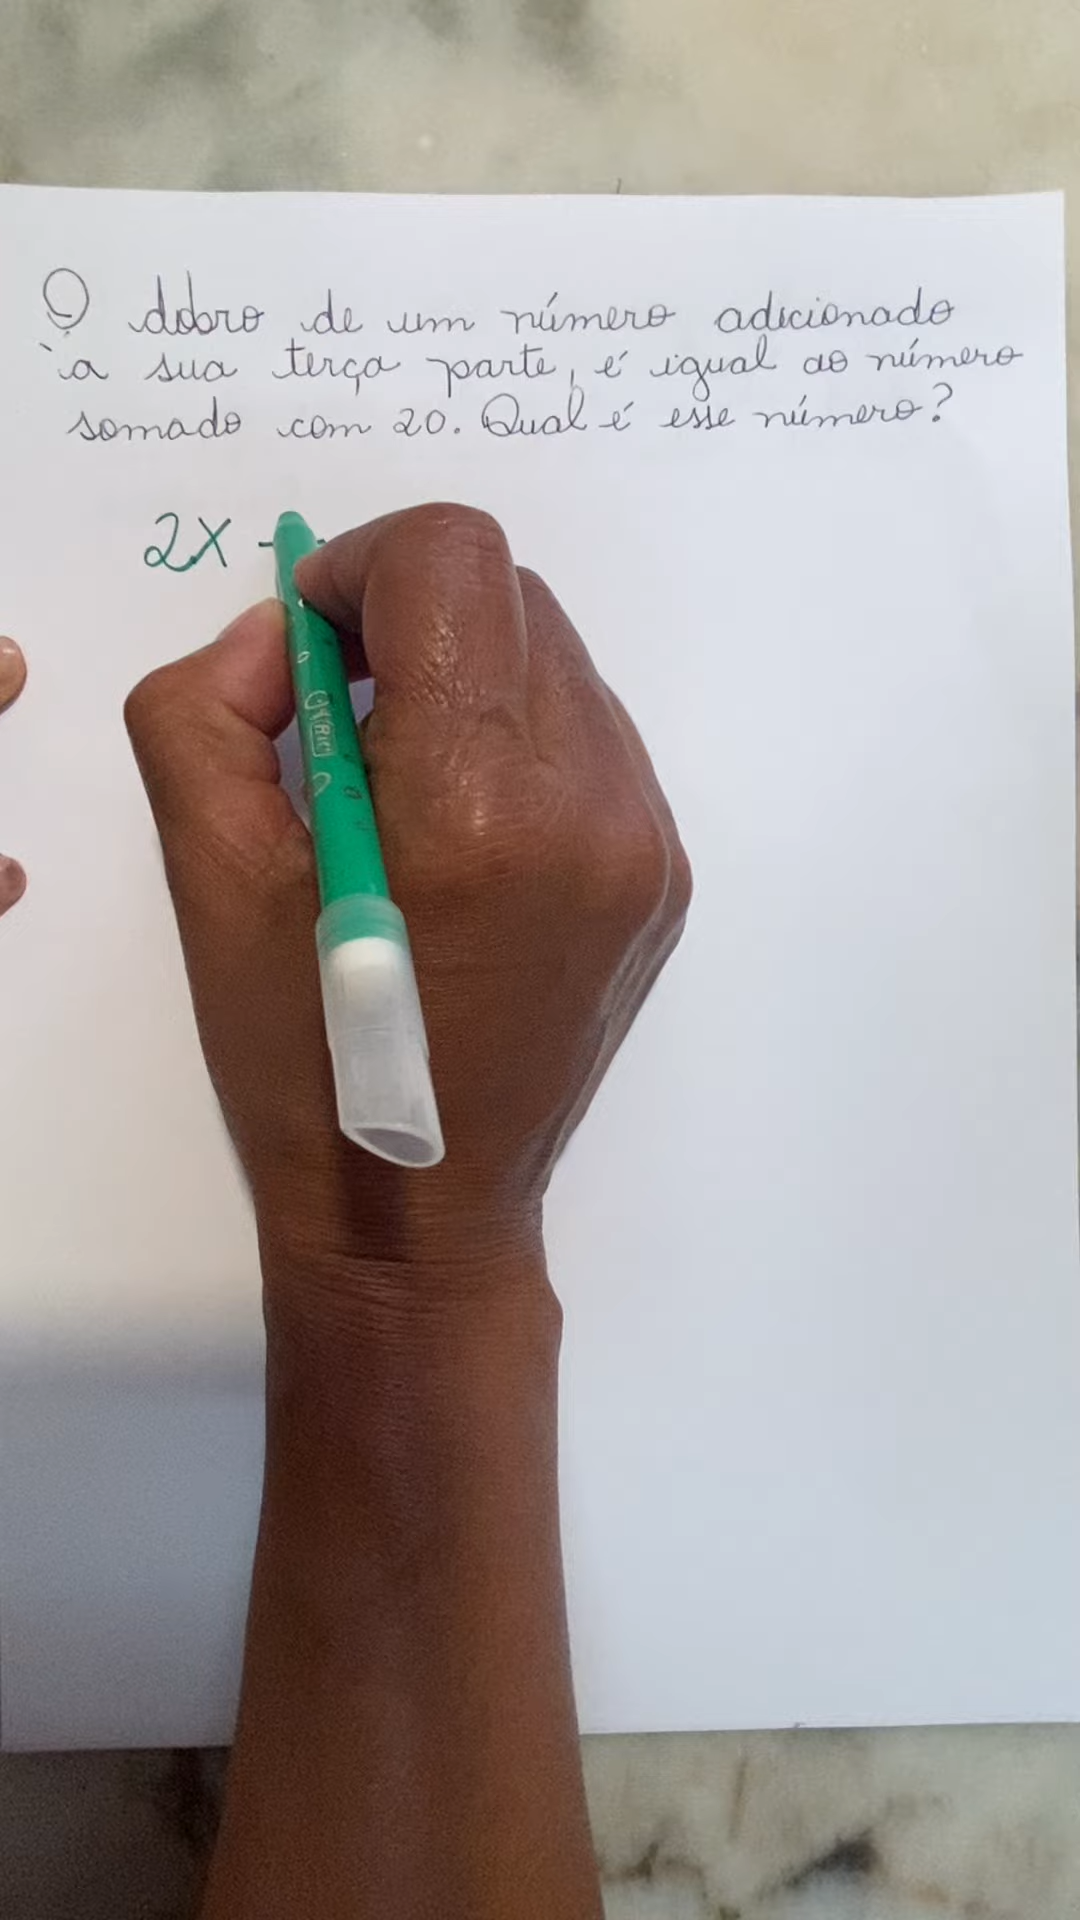 O dobro de um número adicionado
à sua terça parte, é igual ao número
somado com 20. Qual é esse número?
2x